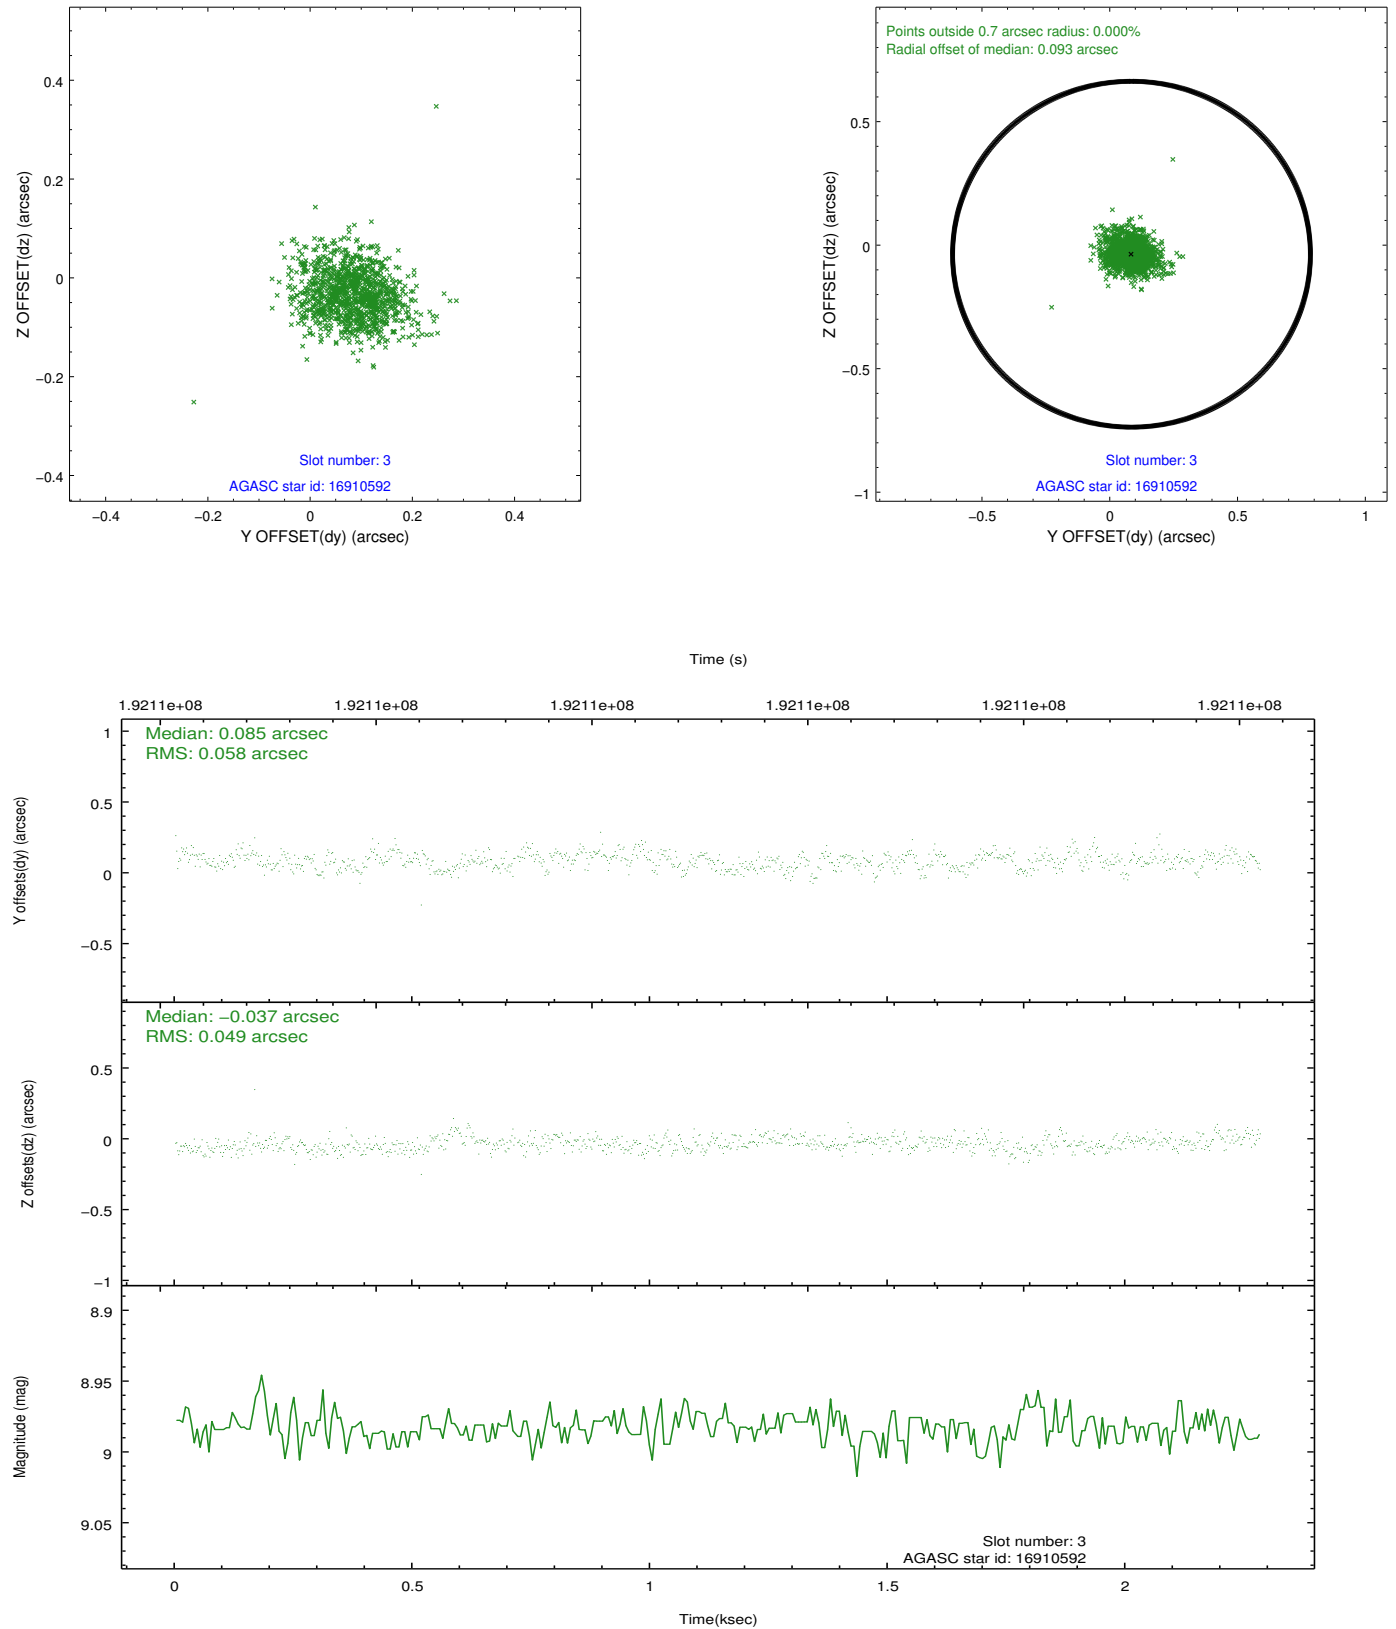 0.4
0.2
0
−0.2
−0.4
Z OFFSET(dz) (arcsec)
Slot number: 3
AGASC star id: 16910592
−0.4 −0.2 0 0.2 0.4
Y OFFSET(dy) (arcsec)
Points outside 0.7 arcsec radius: 0.000%
Radial offset of median: 0.093 arcsec
0.5
0
−0.5
−1
Z OFFSET(dz) (arcsec)
Slot number: 3
AGASC star id: 16910592
−0.5 0 0.5 1
Y OFFSET(dy) (arcsec)
Time (s)
1.9211e+08 1.9211e+08 1.9211e+08 1.9211e+08 1.9211e+08 1.9211e+08
Median: 0.085 arcsec
RMS: 0.058 arcsec
1
0.5
0
−0.5
Y offsets(dy) (arcsec)
Median: −0.037 arcsec
RMS: 0.049 arcsec
0.5
0
−0.5
−1
Z offsets(dz) (arcsec)
8.9
8.95
9
9.05
Magnitude (mag)
Slot number: 3
AGASC star id: 16910592
0 0.5 1 1.5 2
Time(ksec)